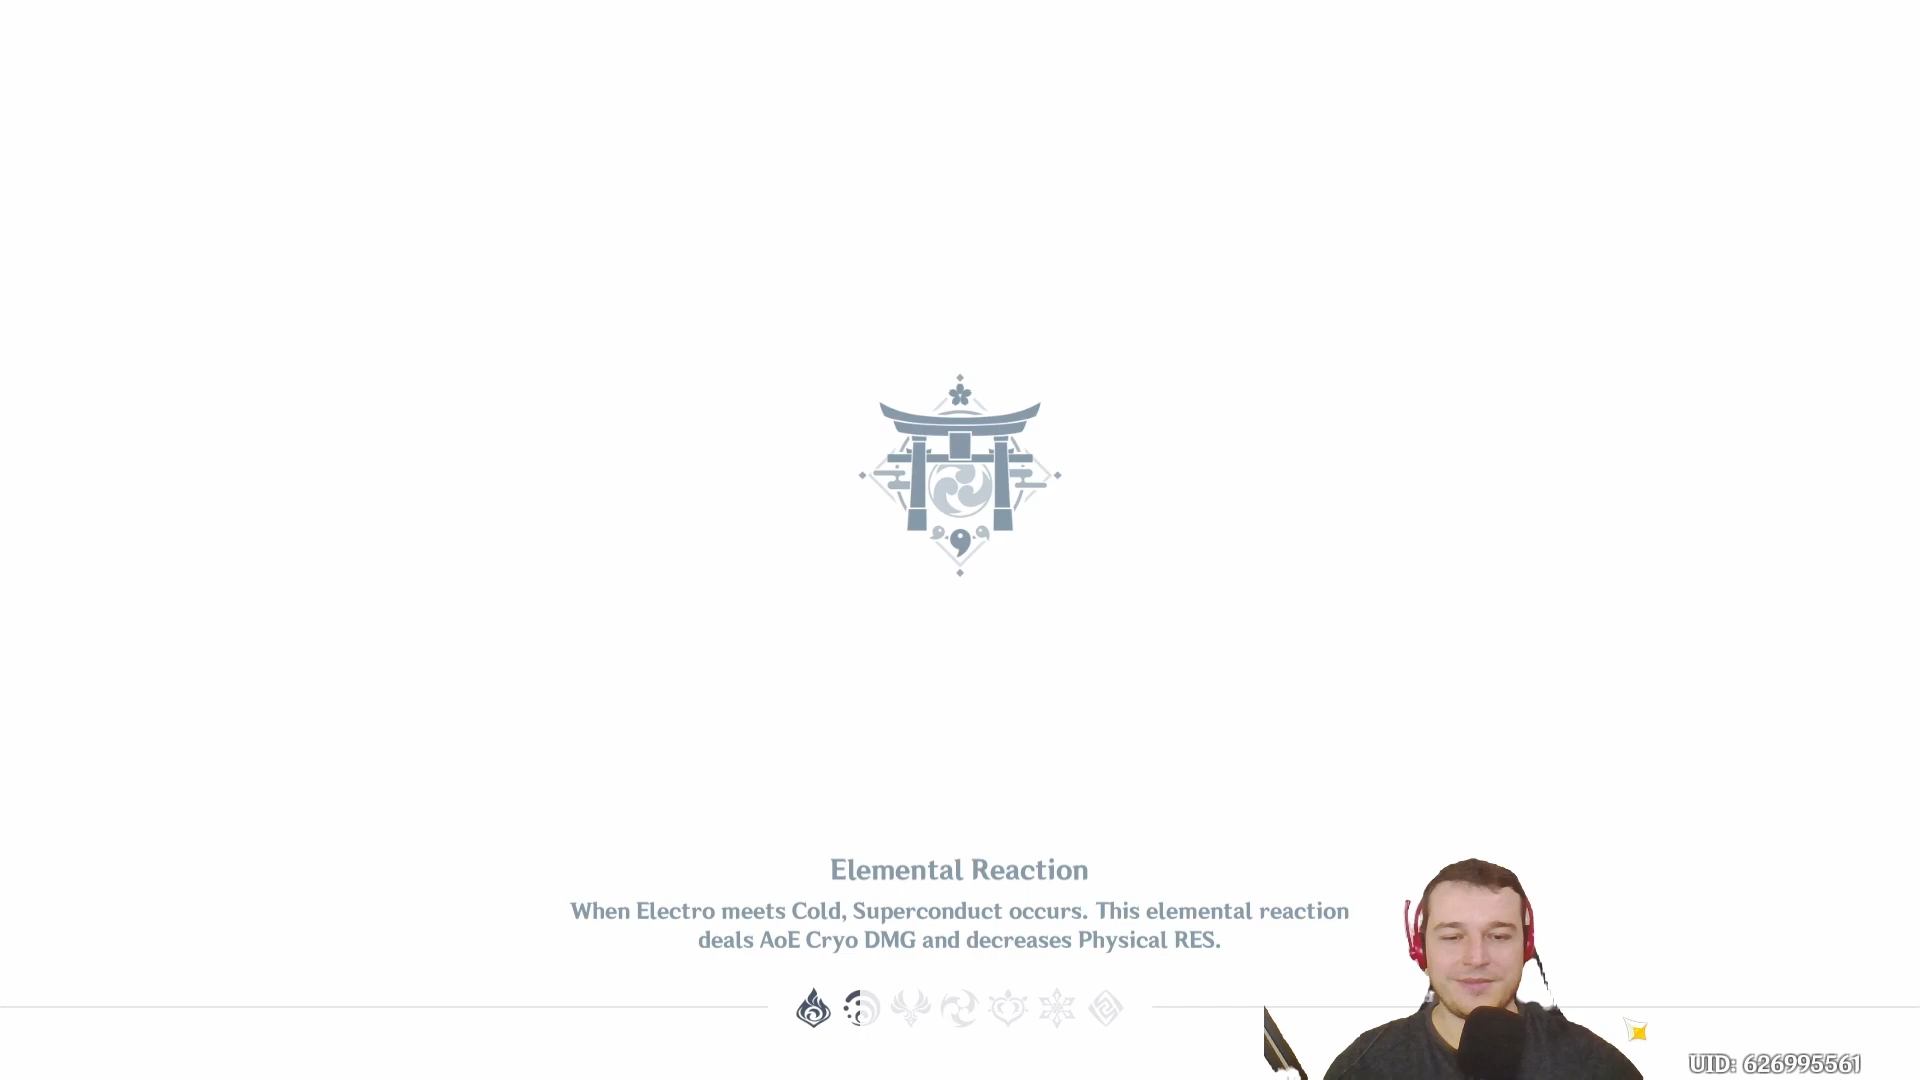 Elemental Reaction
When Electro meets Cold, Superconduct occurs. This elemental reaction
deals AoE Cryo DMG and decreases Physical RES.
UID: 626995561